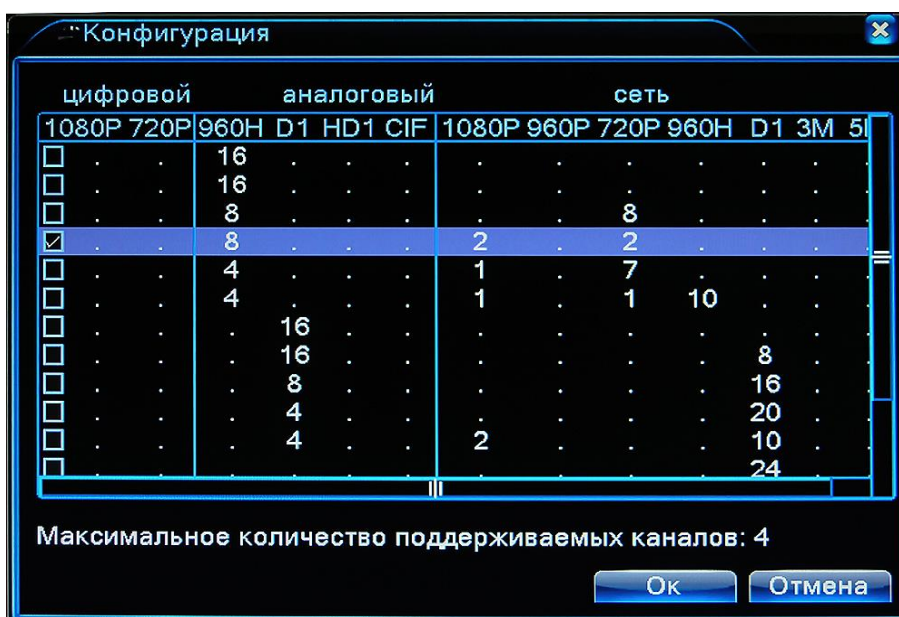 Конфигурация
цифровой аналоговый сеть
1080P 720P 960H D1 HD1 CIF 1080P 960P 720P 960H D1 3M
. . 16 . . . . . . . . .
. . 16 . . . . . . . . .
. . 8 . . . . . 8 . . .
. . 8 . . . 2 . 2 . . .
. . 4 . . . 1 . 7 . . .
. . 4 . . . 1 . 1 10 . .
. . . 16 . . . . . . . .
. . . 16 . . . . . . 8 .
. . . 8 . . . . . . 16 .
. . . 4 . . . . . . 20 .
. . . 4 . . 2 . . . 10 .
. . . . . . . . . . 24 .
Максимальное количество поддерживаемых каналов: 4
Ок Отмена